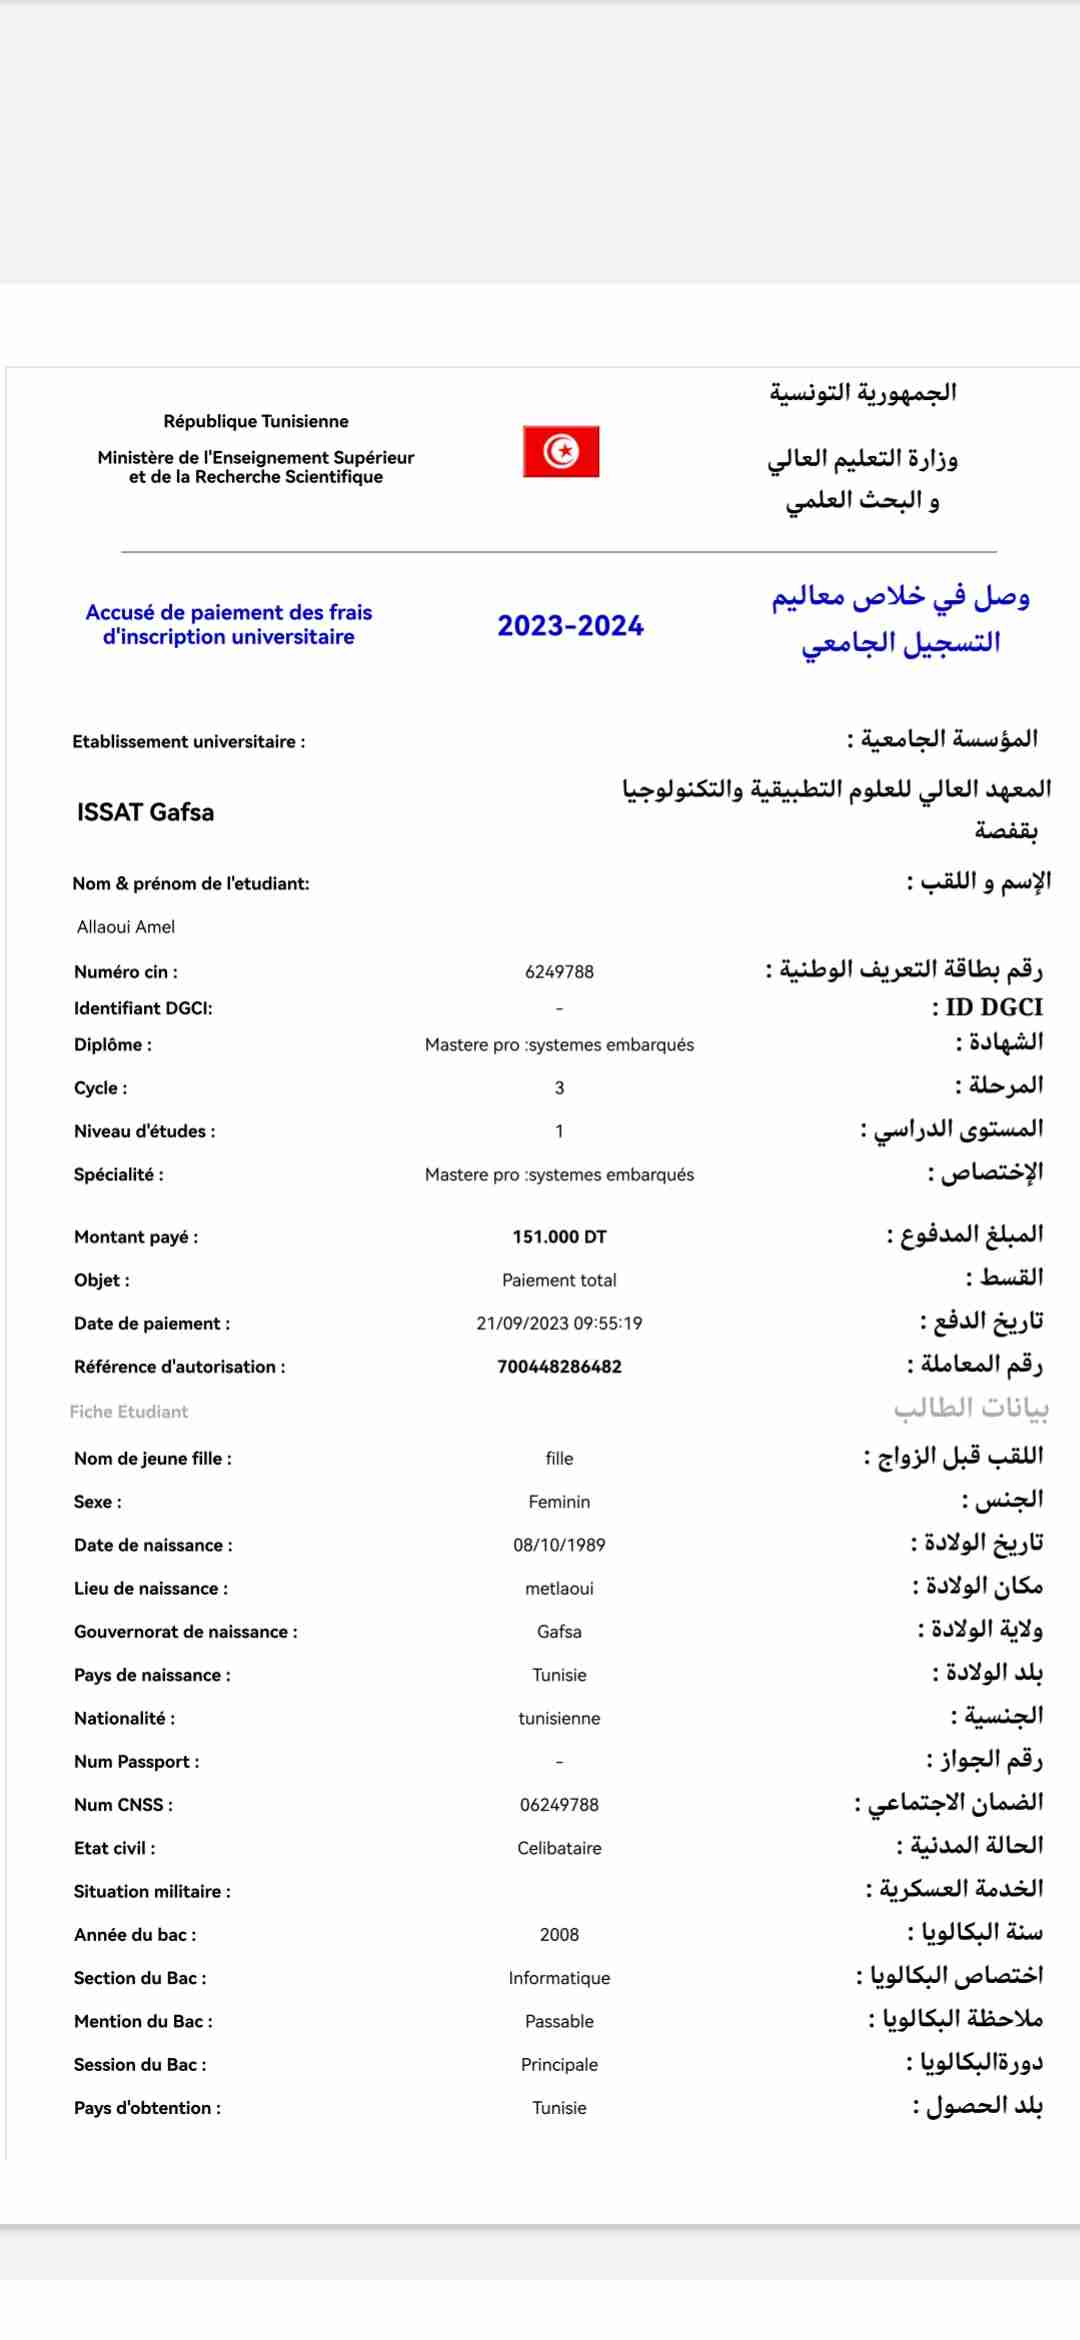 République Tunisienne
Ministère de l'Enseignement Supérieur
et de la Recherche Scientifique
الجمهورية التونسية
وزارة التعليم العالي
و البحث العلمي
Accusé de paiement des frais
d'inscription universitaire
2023-2024
وصل في خلاص معاليم
التسجيل الجامعي
Etablissement universitaire : المؤسسة الجامعية :
ISSAT Gafsa
المعهد العالي للعلوم التطبيقية والتكنولوجيا
بقفصة
Nom & prénom de l'etudiant: الإسم و اللقب :
Allaoui Amel
Numéro cin : 6249788 رقم بطاقة التعريف الوطنية :
Identifiant DGCI: - ID DGCI :
Diplôme : Mastere pro :systemes embarqués الشهادة :
Cycle : 3 المرحلة :
Niveau d'études : 1 المستوى الدراسي :
Spécialité : Mastere pro :systemes embarqués الإختصاص :
Montant payé : 151.000 DT المبلغ المدفوع :
Objet : Paiement total القسط :
Date de paiement : 21/09/2023 09:55:19 تاريخ الدفع :
Référence d'autorisation : 700448286482 رقم المعاملة :
Fiche Etudiant بيانات الطالب
Nom de jeune fille : fille اللقب قبل الزواج :
Sexe : Feminin الجنس :
Date de naissance : 08/10/1989 تاريخ الولادة :
Lieu de naissance : metlaoui مكان الولادة :
Gouvernorat de naissance : Gafsa ولاية الولادة :
Pays de naissance : Tunisie بلد الولادة :
Nationalité : tunisienne الجنسية :
Num Passport : - رقم الجواز :
Num CNSS : 06249788 الضمان الاجتماعي :
Etat civil : Celibataire الحالة المدنية :
Situation militaire : الخدمة العسكرية :
Année du bac : 2008 سنة البكالويا :
Section du Bac : Informatique اختصاص البكالويا :
Mention du Bac : Passable ملاحظة البكالويا :
Session du Bac : Principale دورةالبكالويا :
Pays d'obtention : Tunisie بلد الحصول :